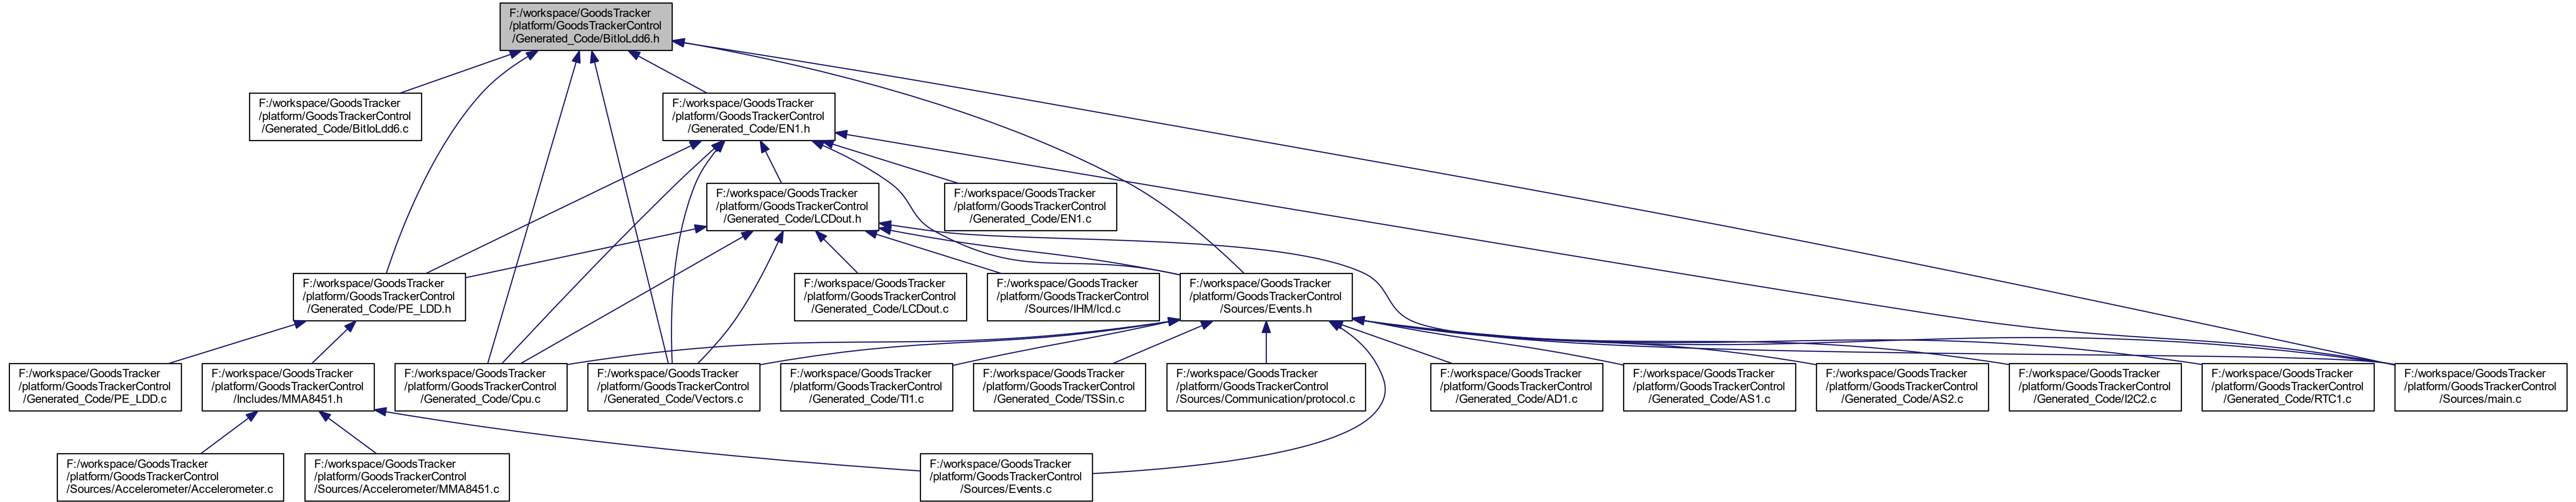 F:/workspace/GoodsTracker
/platform/GoodsTrackerControl
/Generated_Code/BitIoLdd6.h
F:/workspace/GoodsTracker
/platform/GoodsTrackerControl
/Generated_Code/BitIoLdd6.c
F:/workspace/GoodsTracker
/platform/GoodsTrackerControl
/Generated_Code/EN1.h
F:/workspace/GoodsTracker
/platform/GoodsTrackerControl
/Generated_Code/LCDout.h
F:/workspace/GoodsTracker
/platform/GoodsTrackerControl
/Generated_Code/EN1.c
F:/workspace/GoodsTracker
/platform/GoodsTrackerControl
/Generated_Code/PE_LDD.h
F:/workspace/GoodsTracker
/platform/GoodsTrackerControl
/Generated_Code/LCDout.c
F:/workspace/GoodsTracker
/platform/GoodsTrackerControl
/Sources/IHM/lcd.c
F:/workspace/GoodsTracker
/platform/GoodsTrackerControl
/Sources/Events.h
F:/workspace/GoodsTracker
/platform/GoodsTrackerControl
/Generated_Code/PE_LDD.c
F:/workspace/GoodsTracker
/platform/GoodsTrackerControl
/Includes/MMA8451.h
F:/workspace/GoodsTracker
/platform/GoodsTrackerControl
/Generated_Code/Cpu.c
F:/workspace/GoodsTracker
/platform/GoodsTrackerControl
/Generated_Code/Vectors.c
F:/workspace/GoodsTracker
/platform/GoodsTrackerControl
/Generated_Code/TI1.c
F:/workspace/GoodsTracker
/platform/GoodsTrackerControl
/Generated_Code/TSSin.c
F:/workspace/GoodsTracker
/platform/GoodsTrackerControl
/Sources/Communication/protocol.c
F:/workspace/GoodsTracker
/platform/GoodsTrackerControl
/Generated_Code/AD1.c
F:/workspace/GoodsTracker
/platform/GoodsTrackerControl
/Generated_Code/AS1.c
F:/workspace/GoodsTracker
/platform/GoodsTrackerControl
/Generated_Code/AS2.c
F:/workspace/GoodsTracker
/platform/GoodsTrackerControl
/Generated_Code/I2C2.c
F:/workspace/GoodsTracker
/platform/GoodsTrackerControl
/Generated_Code/RTC1.c
F:/workspace/GoodsTracker
/platform/GoodsTrackerControl
/Sources/main.c
F:/workspace/GoodsTracker
/platform/GoodsTrackerControl
/Sources/Accelerometer/Accelerometer.c
F:/workspace/GoodsTracker
/platform/GoodsTrackerControl
/Sources/Accelerometer/MMA8451.c
F:/workspace/GoodsTracker
/platform/GoodsTrackerControl
/Sources/Events.c